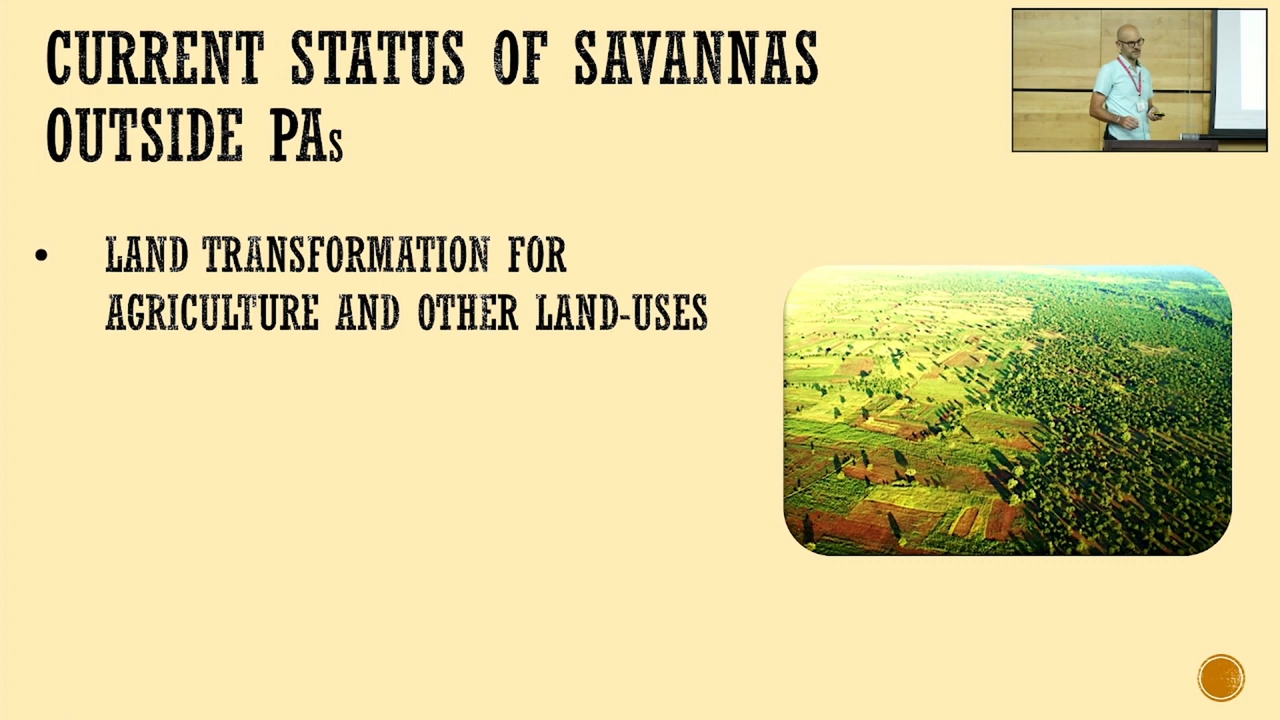 CURRENT STATUS OF SAVANNAS
OUTSIDE PAs
• LAND TRANSFORMATION FOR
AGRICULTURE AND OTHER LAND-USES